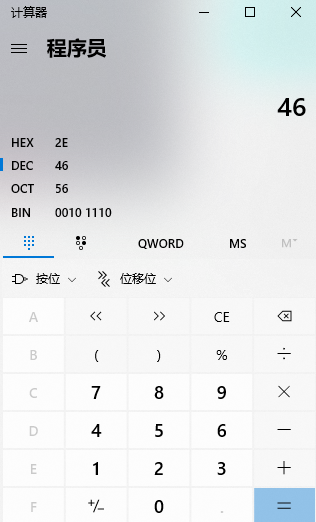 计算器
程序员
46
HEX 2E
DEC 46
OCT 56
BIN 0010 1110
QWORD MS M˅
按位 位移位
A << >> CE
B ( ) % ÷
C 7 8 9 ×
D 4 5 6 −
E 1 2 3 +
F +/− 0 . =